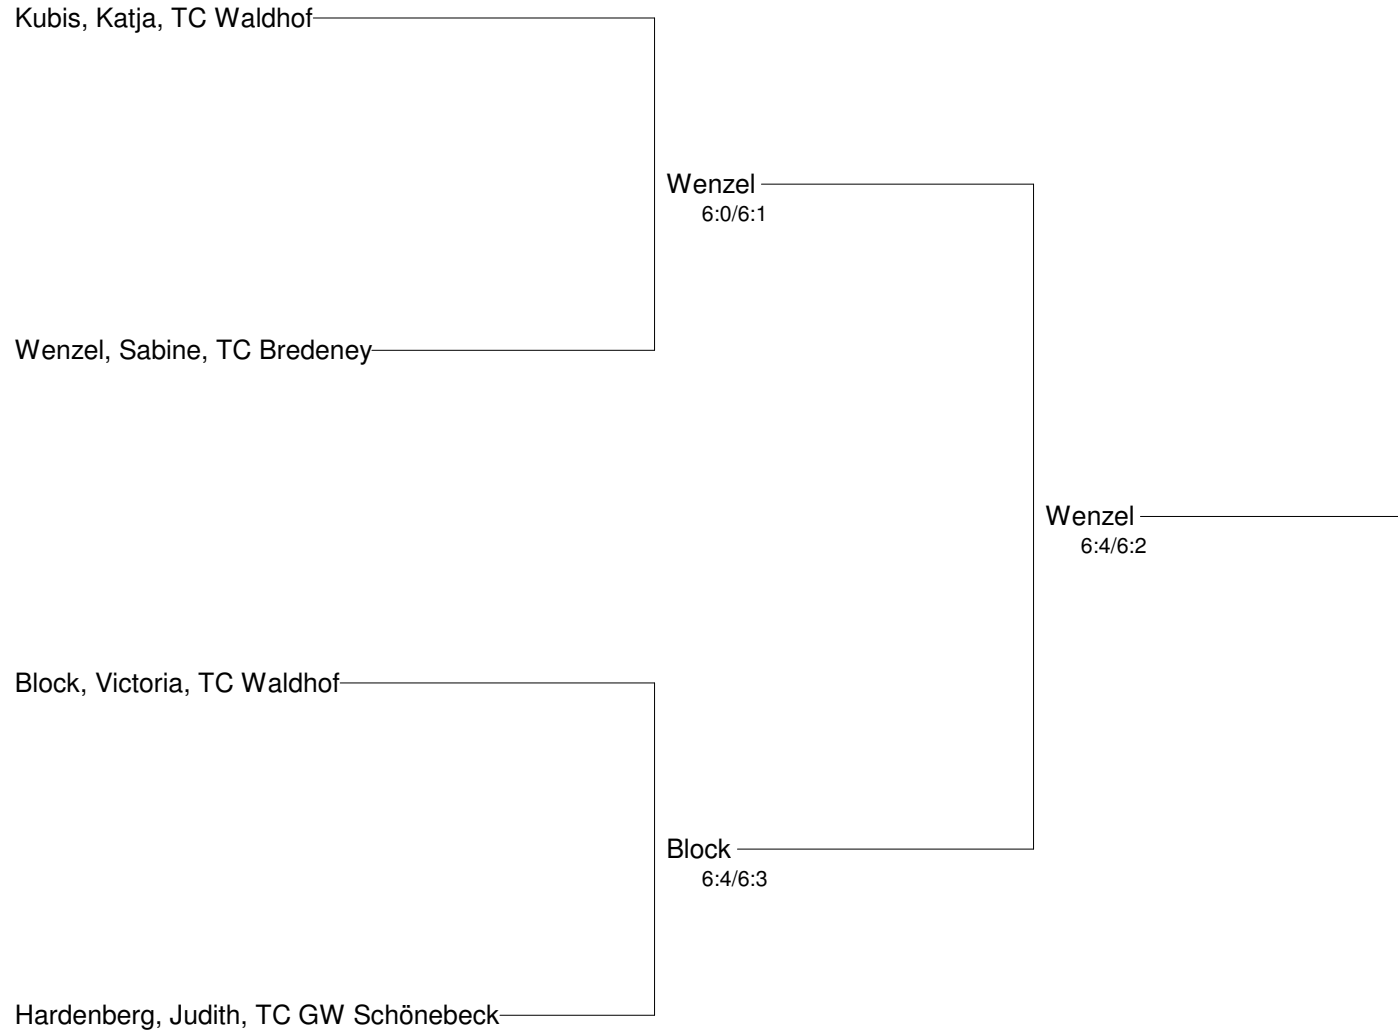 Kubis, Katja, TC Waldhof
Wenzel
6:0/6:1
Wenzel, Sabine, TC Bredeney
Wenzel
6:4/6:2
Block, Victoria, TC Waldhof
Block
6:4/6:3
Hardenberg, Judith, TC GW Schönebeck